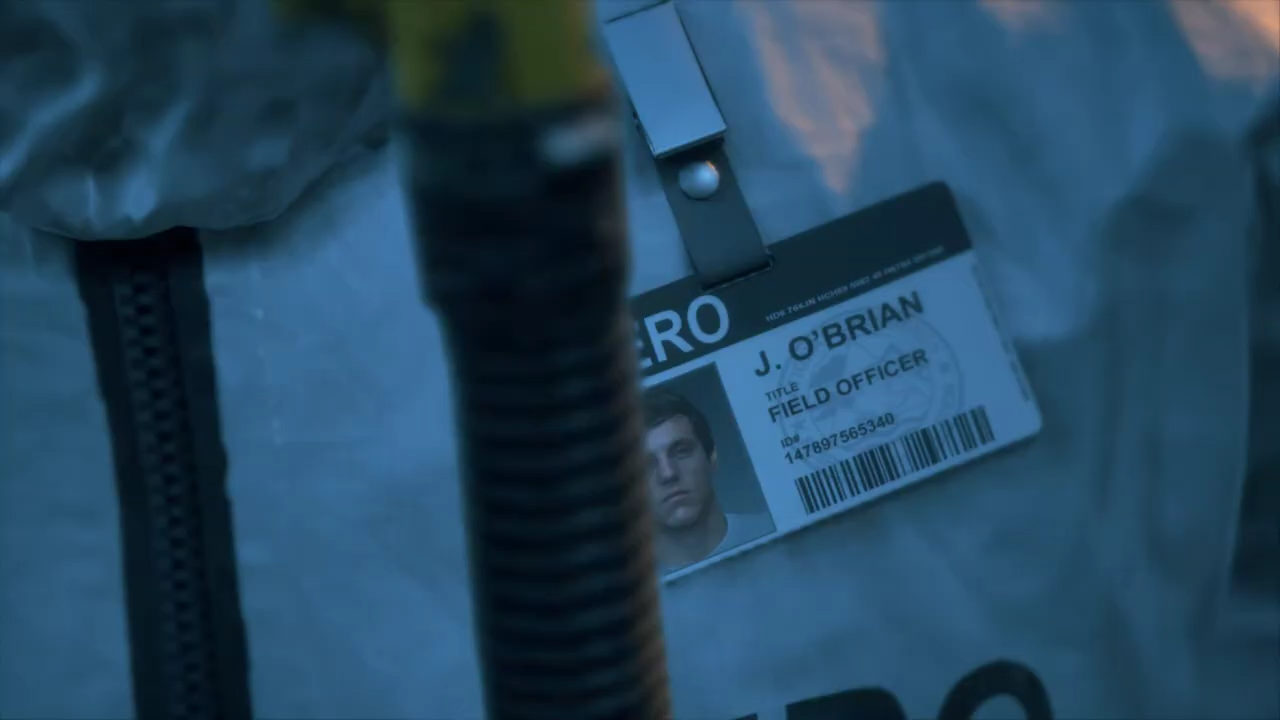 ERO
J. O'BRIAN
TITLE
FIELD OFFICER
ID#
147897565340